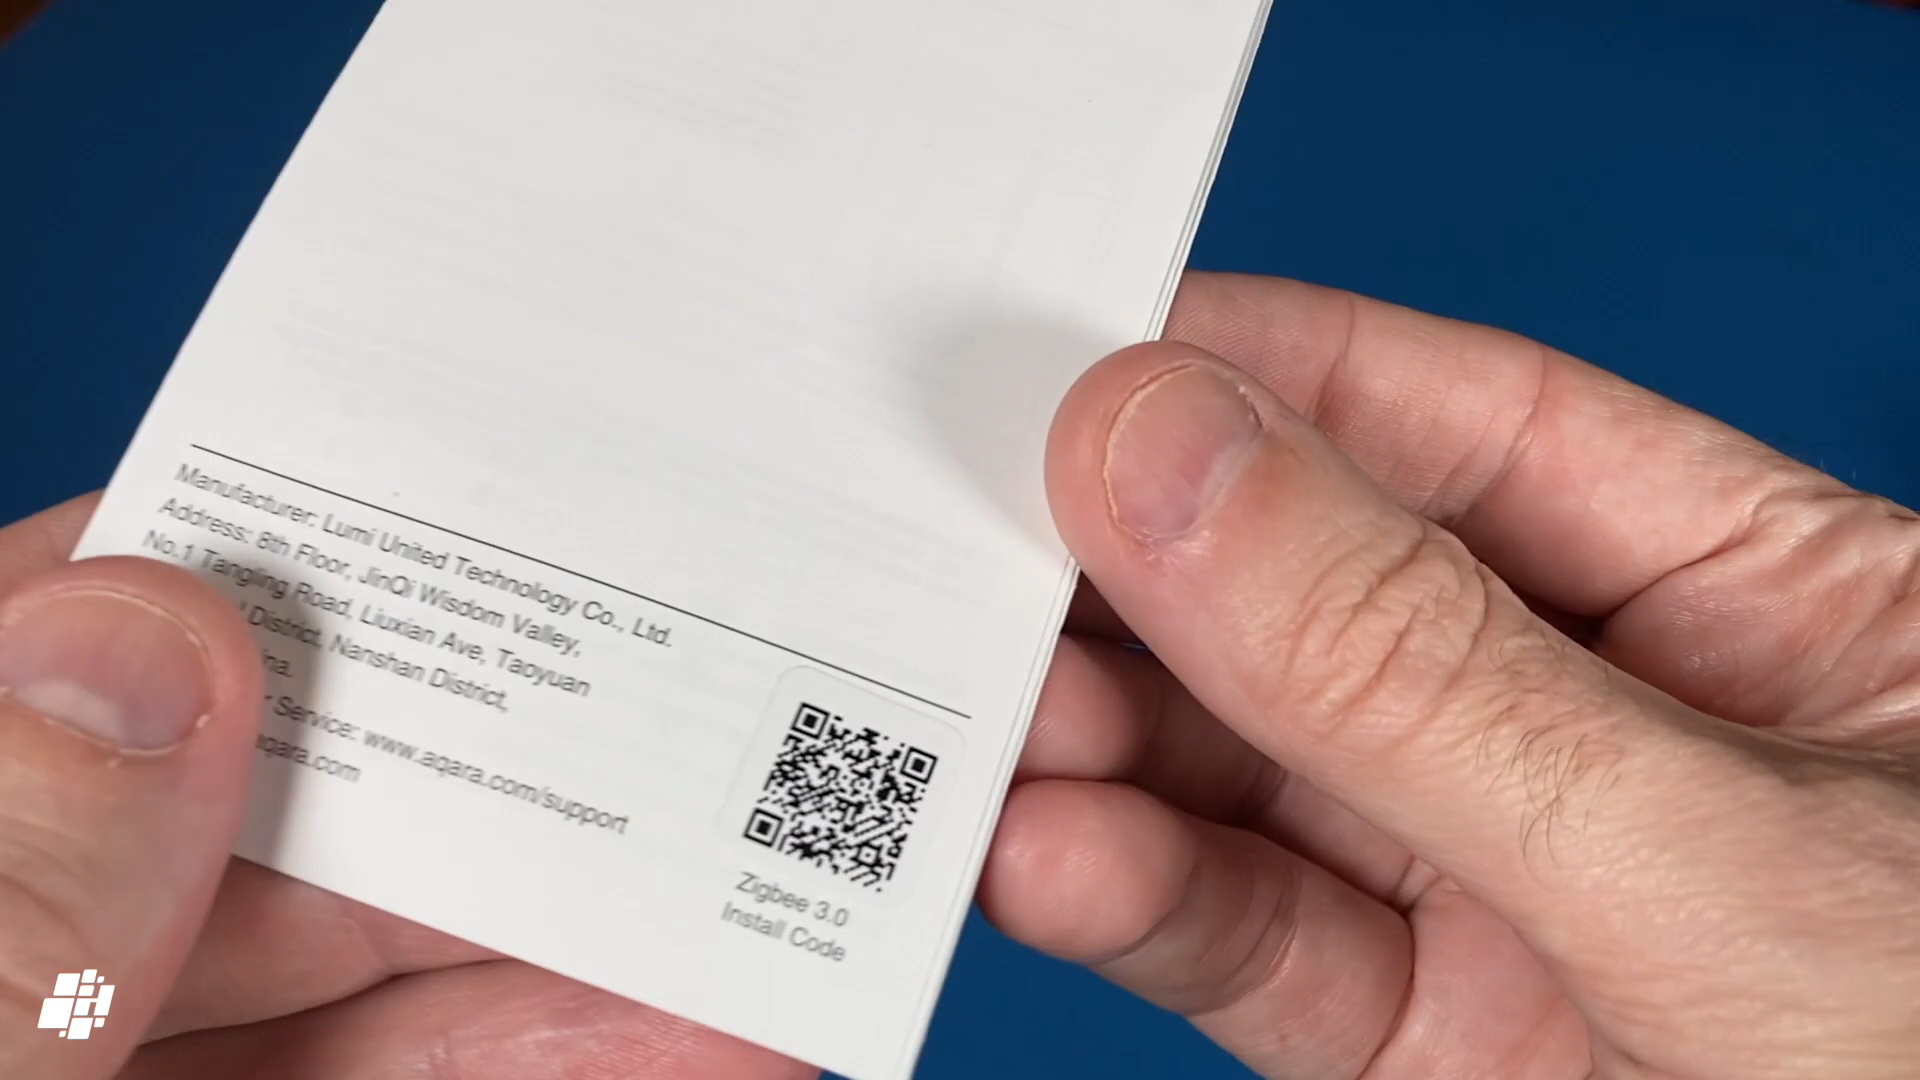 Manufacturer: Lumi United Technology Co., Ltd.
Address: 8th Floor, JinQi Wisdom Valley,
No.1 Tangling Road, Liuxian Ave, Taoyuan
District, Nanshan District,
Service: www.aqara.com/support
aqara.com
Zigbee 3.0
Install Code